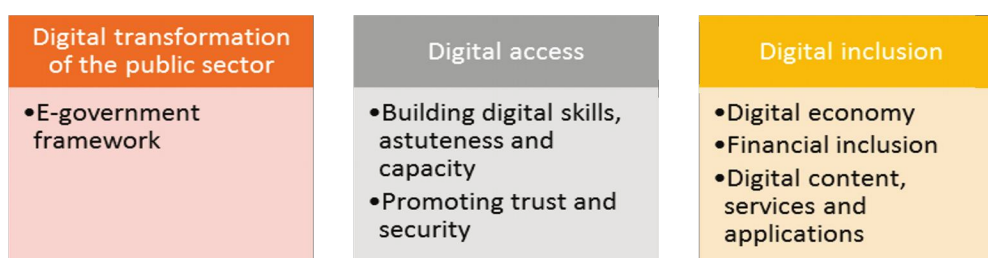 Digital transformation
of the public sector
•E-government
framework
Digital access
•Building digital skills,
astuteness and
capacity
•Promoting trust and
security
Digital inclusion
•Digital economy
•Financial inclusion
•Digital content,
services and
applications